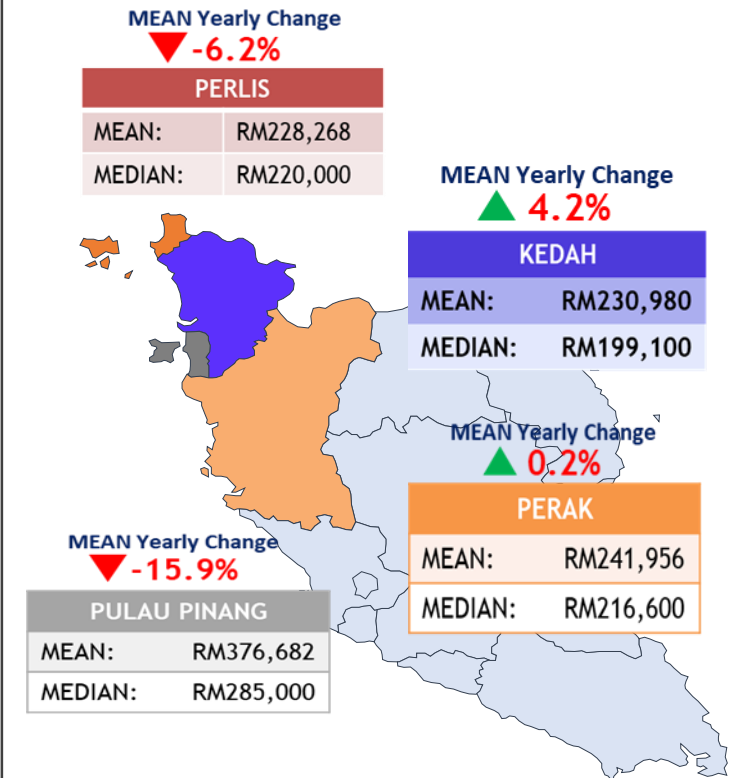 MEAN Yearly Change
-6.2%
PERLIS
MEAN: RM228,268
MEDIAN: RM220,000
MEAN Yearly Change
4.2%
KEDAH
MEAN: RM230,980
MEDIAN: RM199,100
MEAN Yearly Change
0.2%
PERAK
MEAN: RM241,956
MEDIAN: RM216,600
MEAN Yearly Change
-15.9%
PULAU PINANG
MEAN: RM376,682
MEDIAN: RM285,000